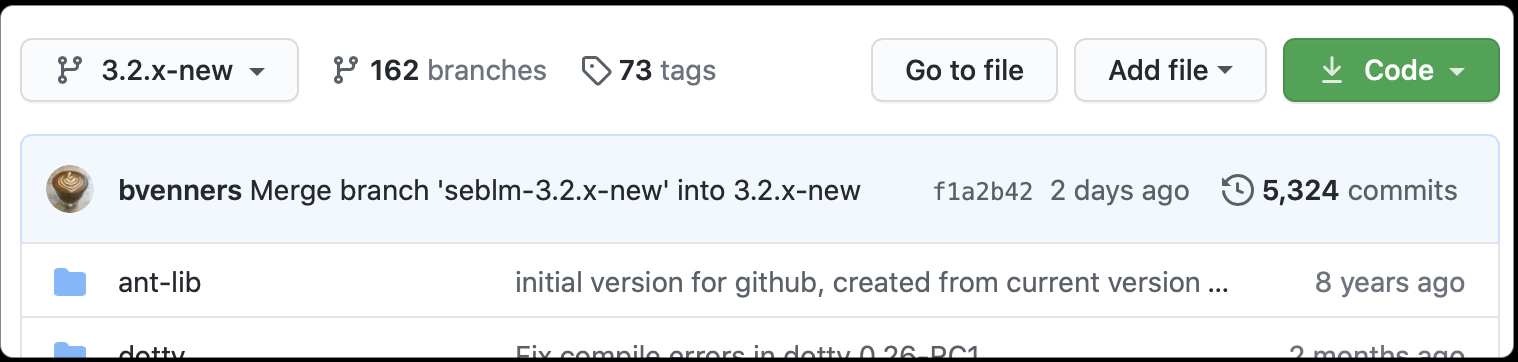 3.2.x-new 162 branches 73 tags Go to file Add file Code
bvenners Merge branch 'seblm-3.2.x-new' into 3.2.x-new f1a2b42 2 days ago 5,324 commits
ant-lib initial version for github, created from current version ... 8 years ago
dotty Fix compile errors in dotty 0.26-RC1 2 months ago